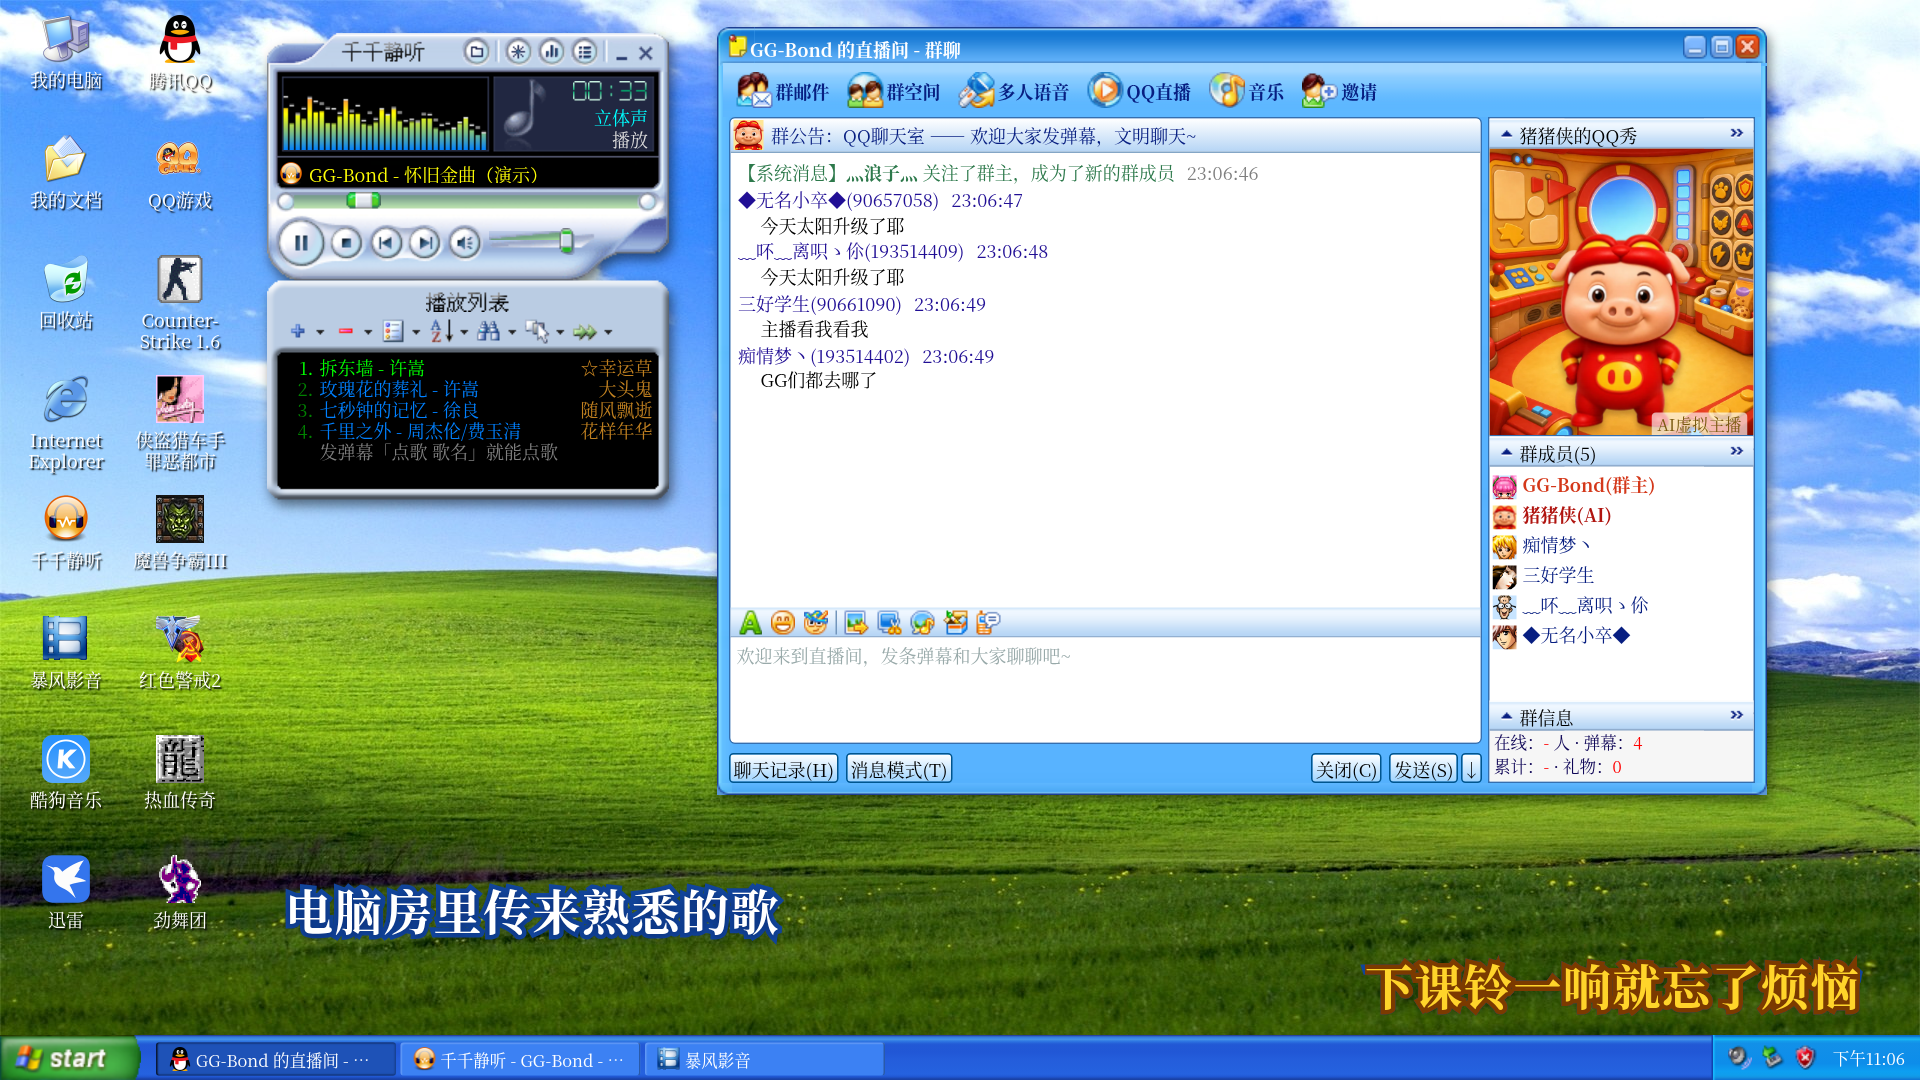 我的电脑
腾讯QQ
我的文档
QQ游戏
回收站
Counter-
Strike 1.6
Internet
Explorer
侠盗猎车手
罪恶都市
千千静听
魔兽争霸III
暴风影音
红色警戒2
酷狗音乐
热血传奇
迅雷
劲舞团
千千静听
00:33
立体声
播放
GG-Bond - 怀旧金曲（演示）
播放列表
1. 拆东墙 - 许嵩 ☆幸运草
2. 玫瑰花的葬礼 - 许嵩 大头鬼
3. 七秒钟的记忆 - 徐良 随风飘逝
4. 千里之外 - 周杰伦/费玉清 花样年华
发弹幕「点歌 歌名」就能点歌
GG-Bond 的直播间 - 群聊
群邮件 群空间 多人语音 QQ直播 音乐 邀请
群公告：QQ聊天室 —— 欢迎大家发弹幕，文明聊天~
【系统消息】灬浪子灬 关注了群主，成为了新的群成员 23:06:46
◆无名小卒◆(90657058) 23:06:47
今天太阳升级了耶
﹏吥﹏离呮ゝ伱(193514409) 23:06:48
今天太阳升级了耶
三好学生(90661090) 23:06:49
主播看我看我
痴情梦丶(193514402) 23:06:49
GG们都去哪了
欢迎来到直播间，发条弹幕和大家聊聊吧~
聊天记录(H) 消息模式(T) 关闭(C) 发送(S) ↓
猪猪侠的QQ秀
AI虚拟主播
群成员(5)
GG-Bond(群主)
猪猪侠(AI)
痴情梦丶
三好学生
﹏吥﹏离呮ゝ伱
◆无名小卒◆
群信息
在线：- 人 · 弹幕：4
累计：- · 礼物：0
电脑房里传来熟悉的歌
下课铃一响就忘了烦恼
start
GG-Bond 的直播间 - ···
千千静听 - GG-Bond - ···
暴风影音
下午11:06